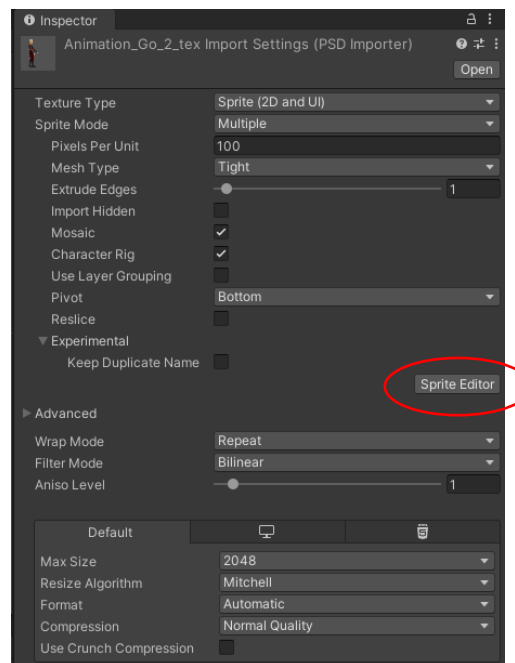 Inspector
Animation_Go_2_tex Import Settings (PSD Importer)
Open
Texture Type Sprite (2D and UI)
Sprite Mode Multiple
Pixels Per Unit 100
Mesh Type Tight
Extrude Edges 1
Import Hidden
Mosaic
Character Rig
Use Layer Grouping
Pivot Bottom
Reslice
Experimental
Keep Duplicate Name
Sprite Editor
Advanced
Wrap Mode Repeat
Filter Mode Bilinear
Aniso Level 1
Default
Max Size 2048
Resize Algorithm Mitchell
Format Automatic
Compression Normal Quality
Use Crunch Compression